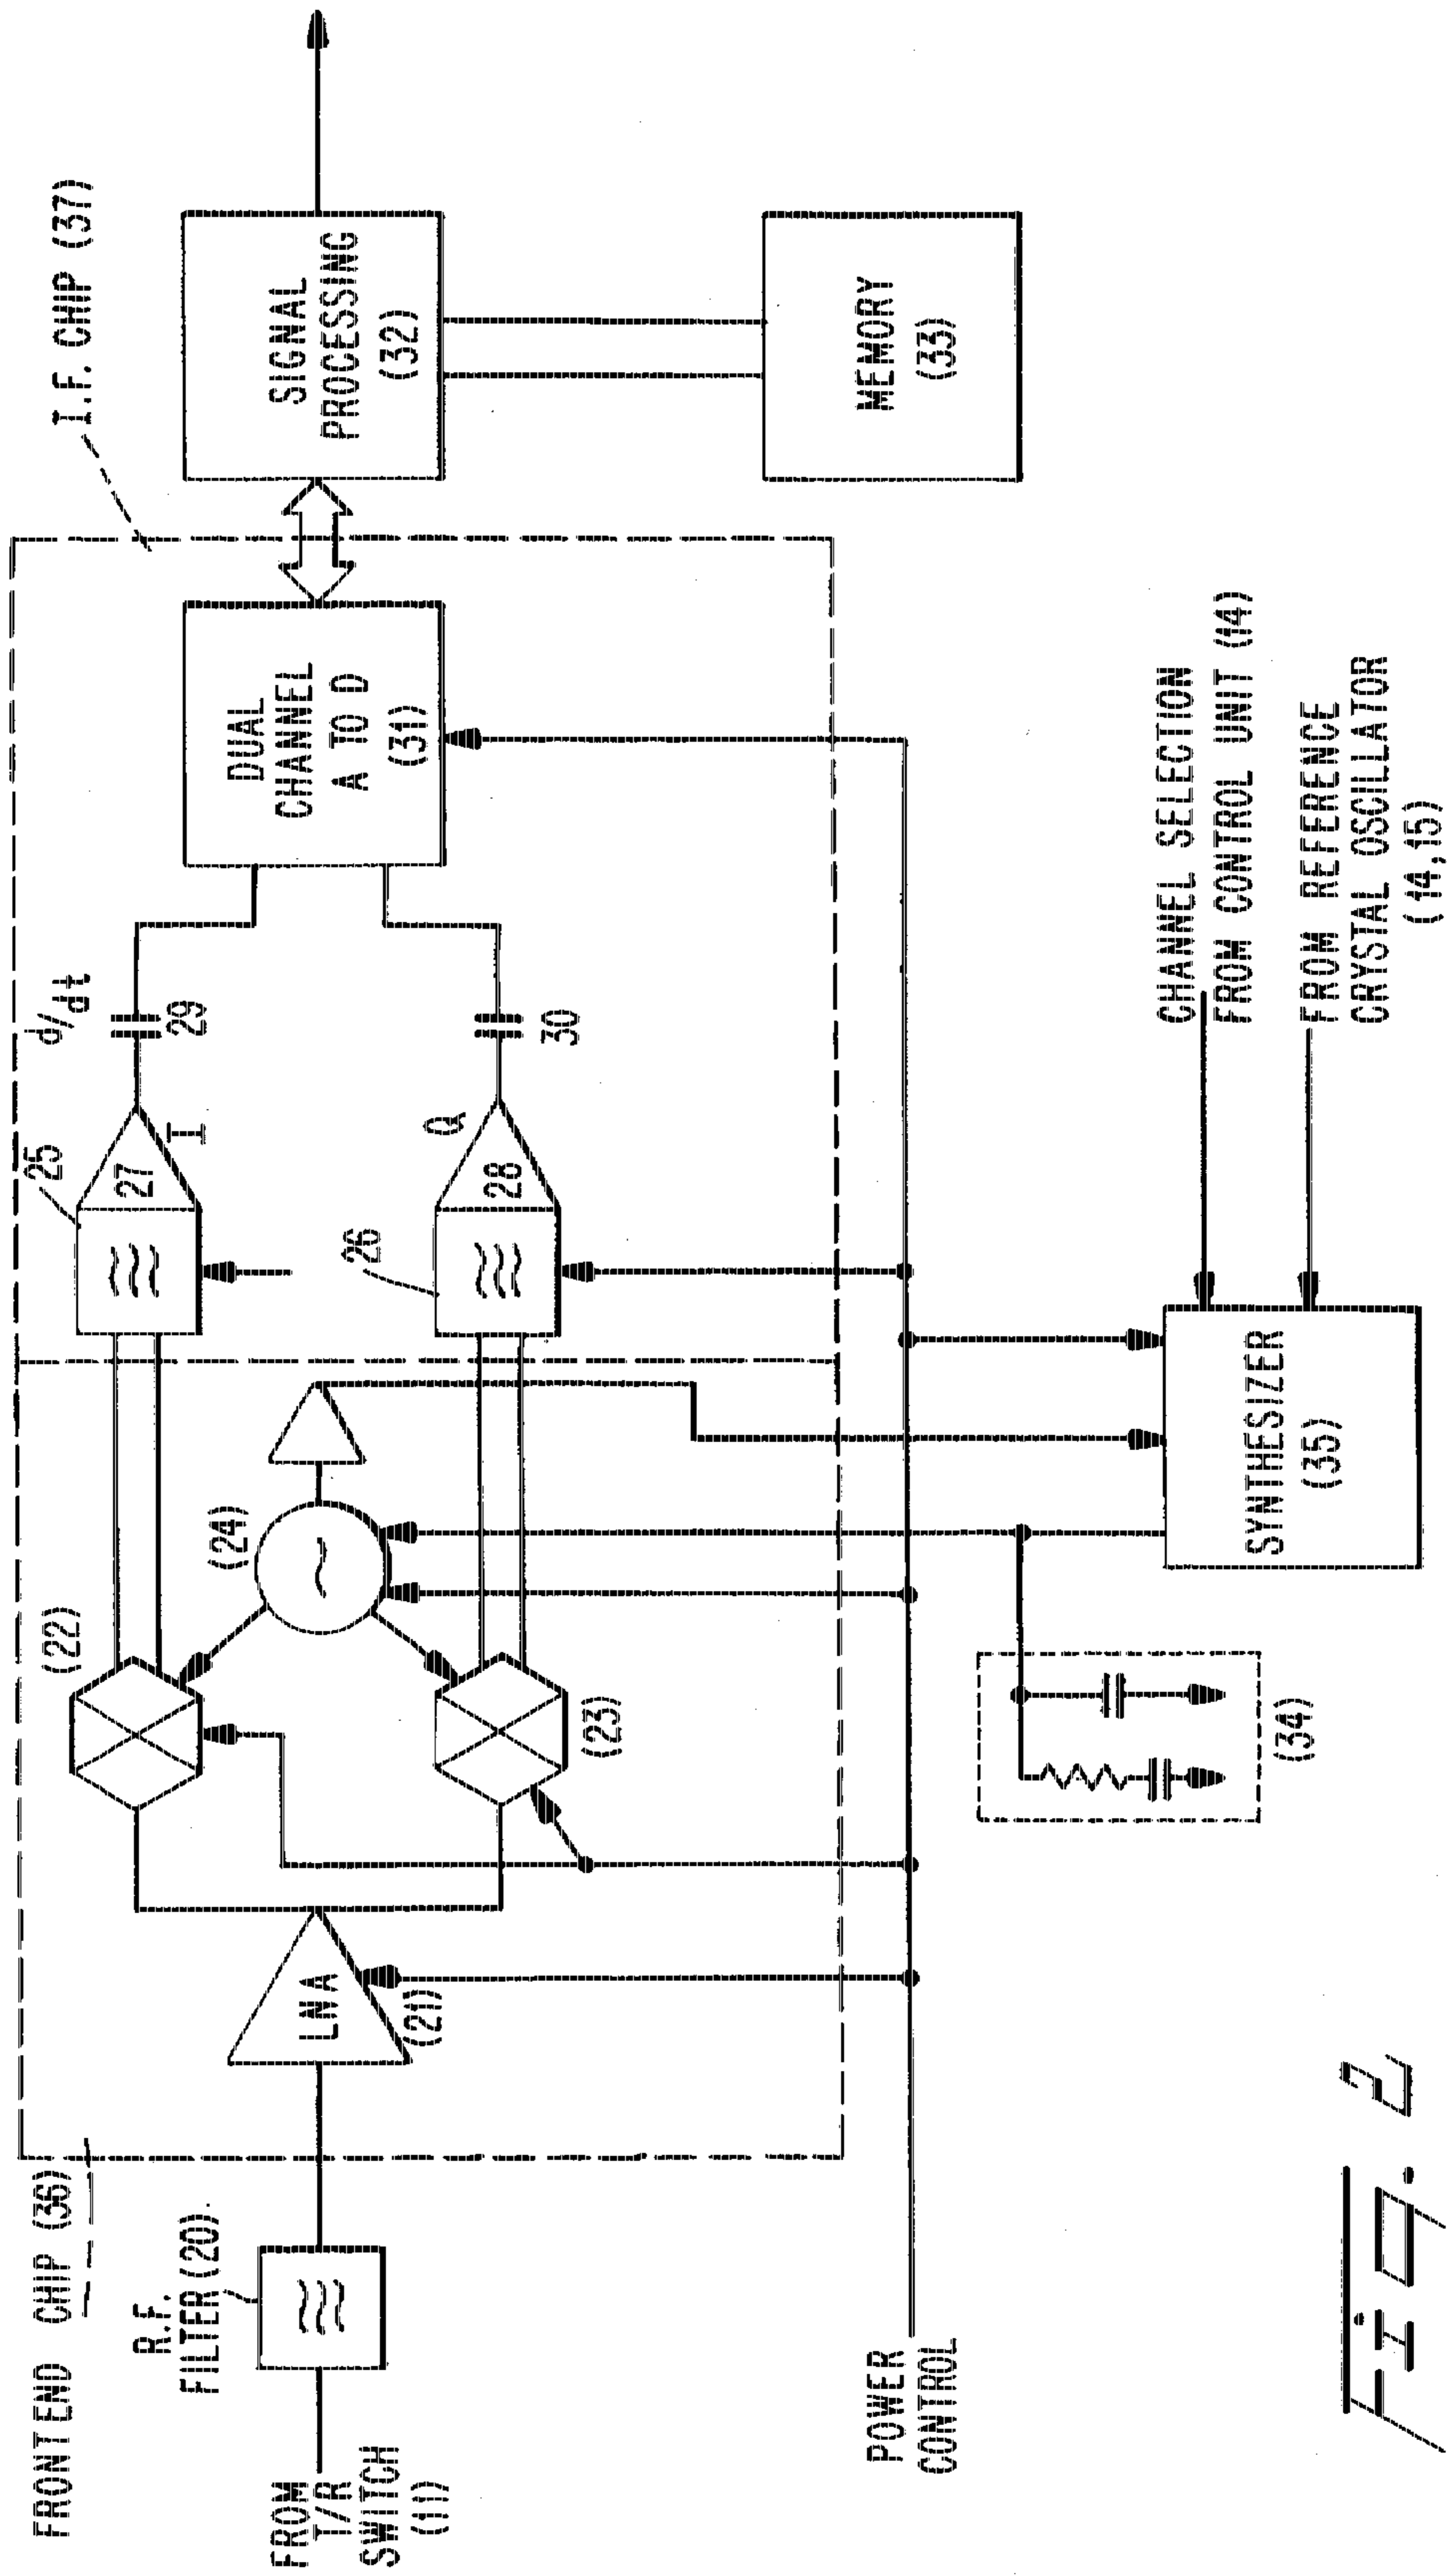 FRONTEND CHIP (36)
I.F. CHIP (37)
R.F.
FILTER (20)
FROM
T/R
SWITCH
(11)
LNA
(21)
(22)
(23)
(24)
25
27
I
26
28
Q
d/dt
29
30
DUAL
CHANNEL
A TO D
(31)
SIGNAL
PROCESSING
(32)
MEMORY
(33)
POWER
CONTROL
(34)
SYNTHESIZER
(35)
CHANNEL SELECTION
FROM CONTROL UNIT (14)
FROM REFERENCE
CRYSTAL OSCILLATOR
(14,15)
Fig. 2